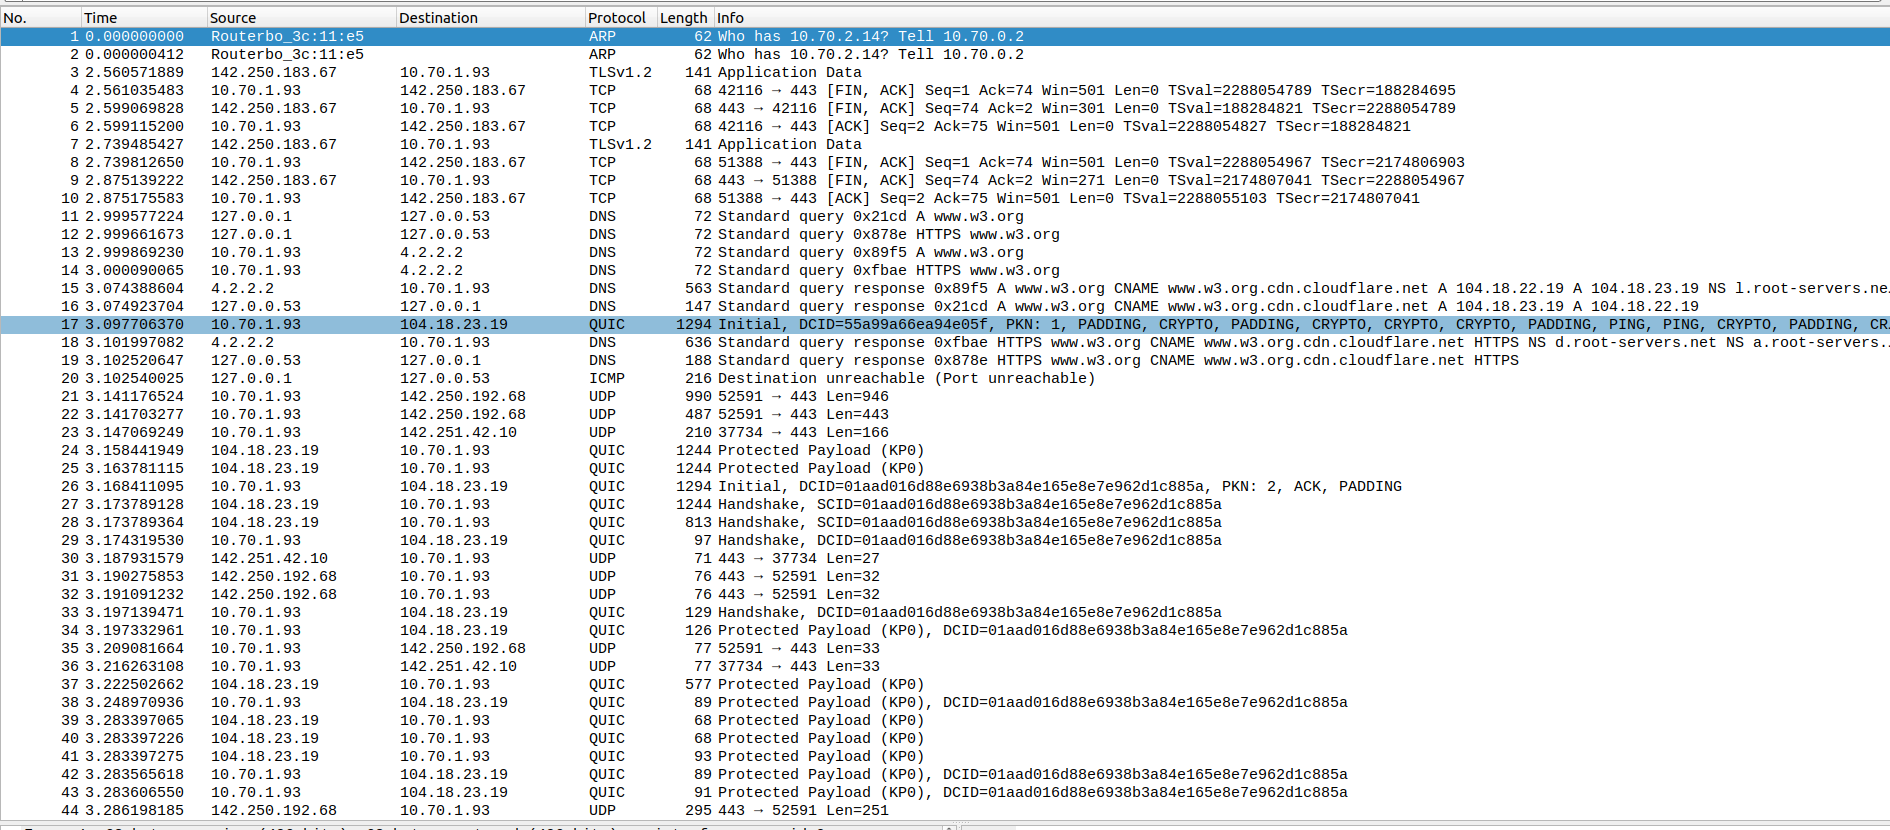 No. Time Source Destination Protocol Length Info
1 0.000000000 Routerbo_3c:11:e5 ARP 62 Who has 10.70.2.14? Tell 10.70.0.2
2 0.000000412 Routerbo_3c:11:e5 ARP 62 Who has 10.70.2.14? Tell 10.70.0.2
3 2.560571889 142.250.183.67 10.70.1.93 TLSv1.2 141 Application Data
4 2.561035483 10.70.1.93 142.250.183.67 TCP 68 42116 → 443 [FIN, ACK] Seq=1 Ack=74 Win=501 Len=0 TSval=2288054789 TSecr=188284695
5 2.599069828 142.250.183.67 10.70.1.93 TCP 68 443 → 42116 [FIN, ACK] Seq=74 Ack=2 Win=301 Len=0 TSval=188284821 TSecr=2288054789
6 2.599115200 10.70.1.93 142.250.183.67 TCP 68 42116 → 443 [ACK] Seq=2 Ack=75 Win=501 Len=0 TSval=2288054827 TSecr=188284821
7 2.739485427 142.250.183.67 10.70.1.93 TLSv1.2 141 Application Data
8 2.739812650 10.70.1.93 142.250.183.67 TCP 68 51388 → 443 [FIN, ACK] Seq=1 Ack=74 Win=501 Len=0 TSval=2288054967 TSecr=2174806903
9 2.875139222 142.250.183.67 10.70.1.93 TCP 68 443 → 51388 [FIN, ACK] Seq=74 Ack=2 Win=271 Len=0 TSval=2174807041 TSecr=2288054967
10 2.875175583 10.70.1.93 142.250.183.67 TCP 68 51388 → 443 [ACK] Seq=2 Ack=75 Win=501 Len=0 TSval=2288055103 TSecr=2174807041
11 2.999577224 127.0.0.1 127.0.0.53 DNS 72 Standard query 0x21cd A www.w3.org
12 2.999661673 127.0.0.1 127.0.0.53 DNS 72 Standard query 0x878e HTTPS www.w3.org
13 2.999869230 10.70.1.93 4.2.2.2 DNS 72 Standard query 0x89f5 A www.w3.org
14 3.000090065 10.70.1.93 4.2.2.2 DNS 72 Standard query 0xfbae HTTPS www.w3.org
15 3.074388604 4.2.2.2 10.70.1.93 DNS 563 Standard query response 0x89f5 A www.w3.org CNAME www.w3.org.cdn.cloudflare.net A 104.18.22.19 A 104.18.23.19 NS l.root-servers.ne…
16 3.074923704 127.0.0.53 127.0.0.1 DNS 147 Standard query response 0x21cd A www.w3.org CNAME www.w3.org.cdn.cloudflare.net A 104.18.23.19 A 104.18.22.19
17 3.097706370 10.70.1.93 104.18.23.19 QUIC 1294 Initial, DCID=55a99a66ea94e05f, PKN: 1, PADDING, CRYPTO, PADDING, CRYPTO, CRYPTO, CRYPTO, PADDING, PING, PING, CRYPTO, PADDING, CR…
18 3.101997082 4.2.2.2 10.70.1.93 DNS 636 Standard query response 0xfbae HTTPS www.w3.org CNAME www.w3.org.cdn.cloudflare.net HTTPS NS d.root-servers.net NS a.root-servers.…
19 3.102520647 127.0.0.53 127.0.0.1 DNS 188 Standard query response 0x878e HTTPS www.w3.org CNAME www.w3.org.cdn.cloudflare.net HTTPS
20 3.102540025 127.0.0.1 127.0.0.53 ICMP 216 Destination unreachable (Port unreachable)
21 3.141176524 10.70.1.93 142.250.192.68 UDP 990 52591 → 443 Len=946
22 3.141703277 10.70.1.93 142.250.192.68 UDP 487 52591 → 443 Len=443
23 3.147069249 10.70.1.93 142.251.42.10 UDP 210 37734 → 443 Len=166
24 3.158441949 104.18.23.19 10.70.1.93 QUIC 1244 Protected Payload (KP0)
25 3.163781115 104.18.23.19 10.70.1.93 QUIC 1244 Protected Payload (KP0)
26 3.168411095 10.70.1.93 104.18.23.19 QUIC 1294 Initial, DCID=01aad016d88e6938b3a84e165e8e7e962d1c885a, PKN: 2, ACK, PADDING
27 3.173789128 104.18.23.19 10.70.1.93 QUIC 1244 Handshake, SCID=01aad016d88e6938b3a84e165e8e7e962d1c885a
28 3.173789364 104.18.23.19 10.70.1.93 QUIC 813 Handshake, SCID=01aad016d88e6938b3a84e165e8e7e962d1c885a
29 3.174319530 10.70.1.93 104.18.23.19 QUIC 97 Handshake, DCID=01aad016d88e6938b3a84e165e8e7e962d1c885a
30 3.187931579 142.251.42.10 10.70.1.93 UDP 71 443 → 37734 Len=27
31 3.190275853 142.250.192.68 10.70.1.93 UDP 76 443 → 52591 Len=32
32 3.191091232 142.250.192.68 10.70.1.93 UDP 76 443 → 52591 Len=32
33 3.197139471 10.70.1.93 104.18.23.19 QUIC 129 Handshake, DCID=01aad016d88e6938b3a84e165e8e7e962d1c885a
34 3.197332961 10.70.1.93 104.18.23.19 QUIC 126 Protected Payload (KP0), DCID=01aad016d88e6938b3a84e165e8e7e962d1c885a
35 3.209081664 10.70.1.93 142.250.192.68 UDP 77 52591 → 443 Len=33
36 3.216263108 10.70.1.93 142.251.42.10 UDP 77 37734 → 443 Len=33
37 3.222502662 104.18.23.19 10.70.1.93 QUIC 577 Protected Payload (KP0)
38 3.248970936 10.70.1.93 104.18.23.19 QUIC 89 Protected Payload (KP0), DCID=01aad016d88e6938b3a84e165e8e7e962d1c885a
39 3.283397065 104.18.23.19 10.70.1.93 QUIC 68 Protected Payload (KP0)
40 3.283397226 104.18.23.19 10.70.1.93 QUIC 68 Protected Payload (KP0)
41 3.283397275 104.18.23.19 10.70.1.93 QUIC 93 Protected Payload (KP0)
42 3.283565618 10.70.1.93 104.18.23.19 QUIC 89 Protected Payload (KP0), DCID=01aad016d88e6938b3a84e165e8e7e962d1c885a
43 3.283606550 10.70.1.93 104.18.23.19 QUIC 91 Protected Payload (KP0), DCID=01aad016d88e6938b3a84e165e8e7e962d1c885a
44 3.286198185 142.250.192.68 10.70.1.93 UDP 295 443 → 52591 Len=251